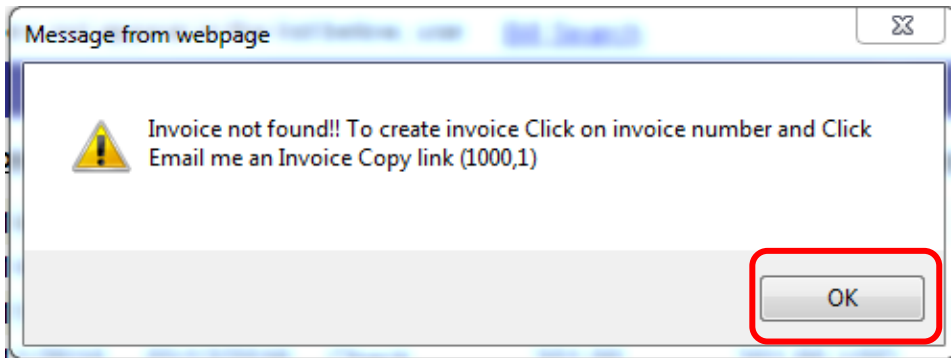 Message from webpage
Invoice not found!! To create invoice Click on invoice number and Click
Email me an Invoice Copy link (1000,1)
OK